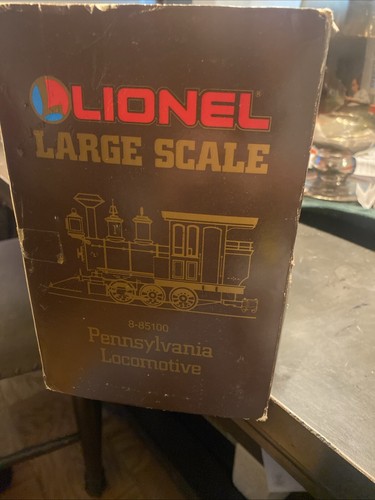 LIONEL
LARGE SCALE
8-85100
Pennsylvania
Locomotive